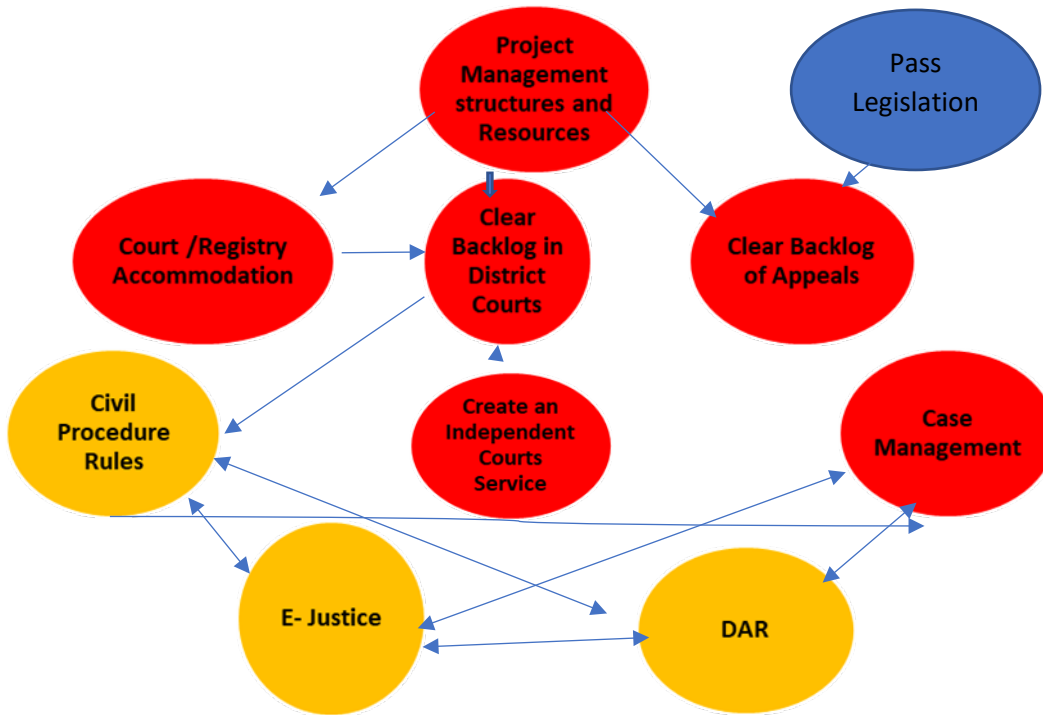 Project
Management
structures and
Resources
Pass
Legislation
Court /Registry
Accommodation
Clear
Backlog in
District
Courts
Clear Backlog
of Appeals
Civil
Procedure
Rules
Create an
Independent
Courts
Service
Case
Management
E- Justice
DAR